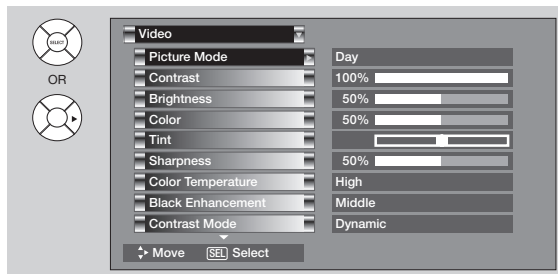 SELECT
OR
Video
Picture Mode Day
Contrast 100%
Brightness 50%
Color 50%
Tint
Sharpness 50%
Color Temperature High
Black Enhancement Middle
Contrast Mode Dynamic
Move SEL Select